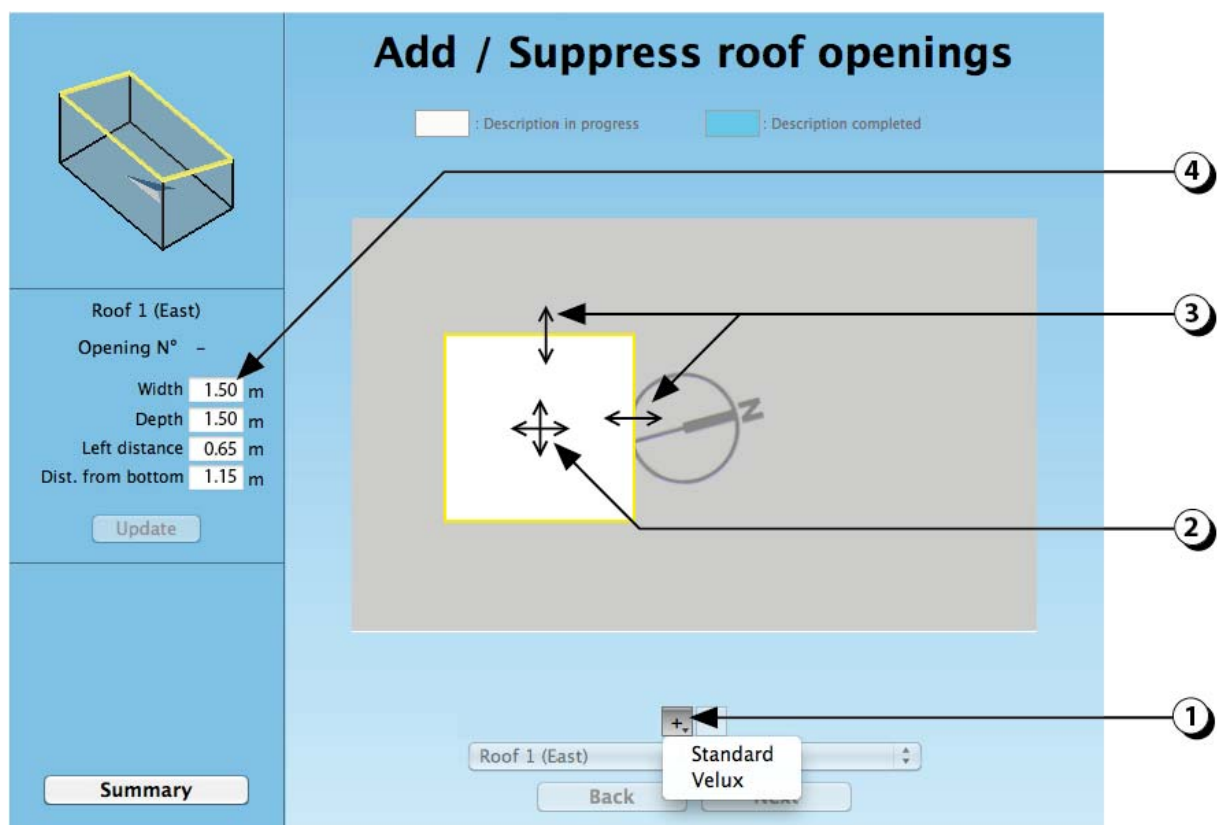 Add / Suppress roof openings
: Description in progress
: Description completed
4
Roof 1 (East)
Opening N° –
Width 1.50 m
Depth 1.50 m
Left distance 0.65 m
Dist. from bottom 1.15 m
Update
3
N
2
1
+
Roof 1 (East)
Standard
Velux
Back
Next
Summary